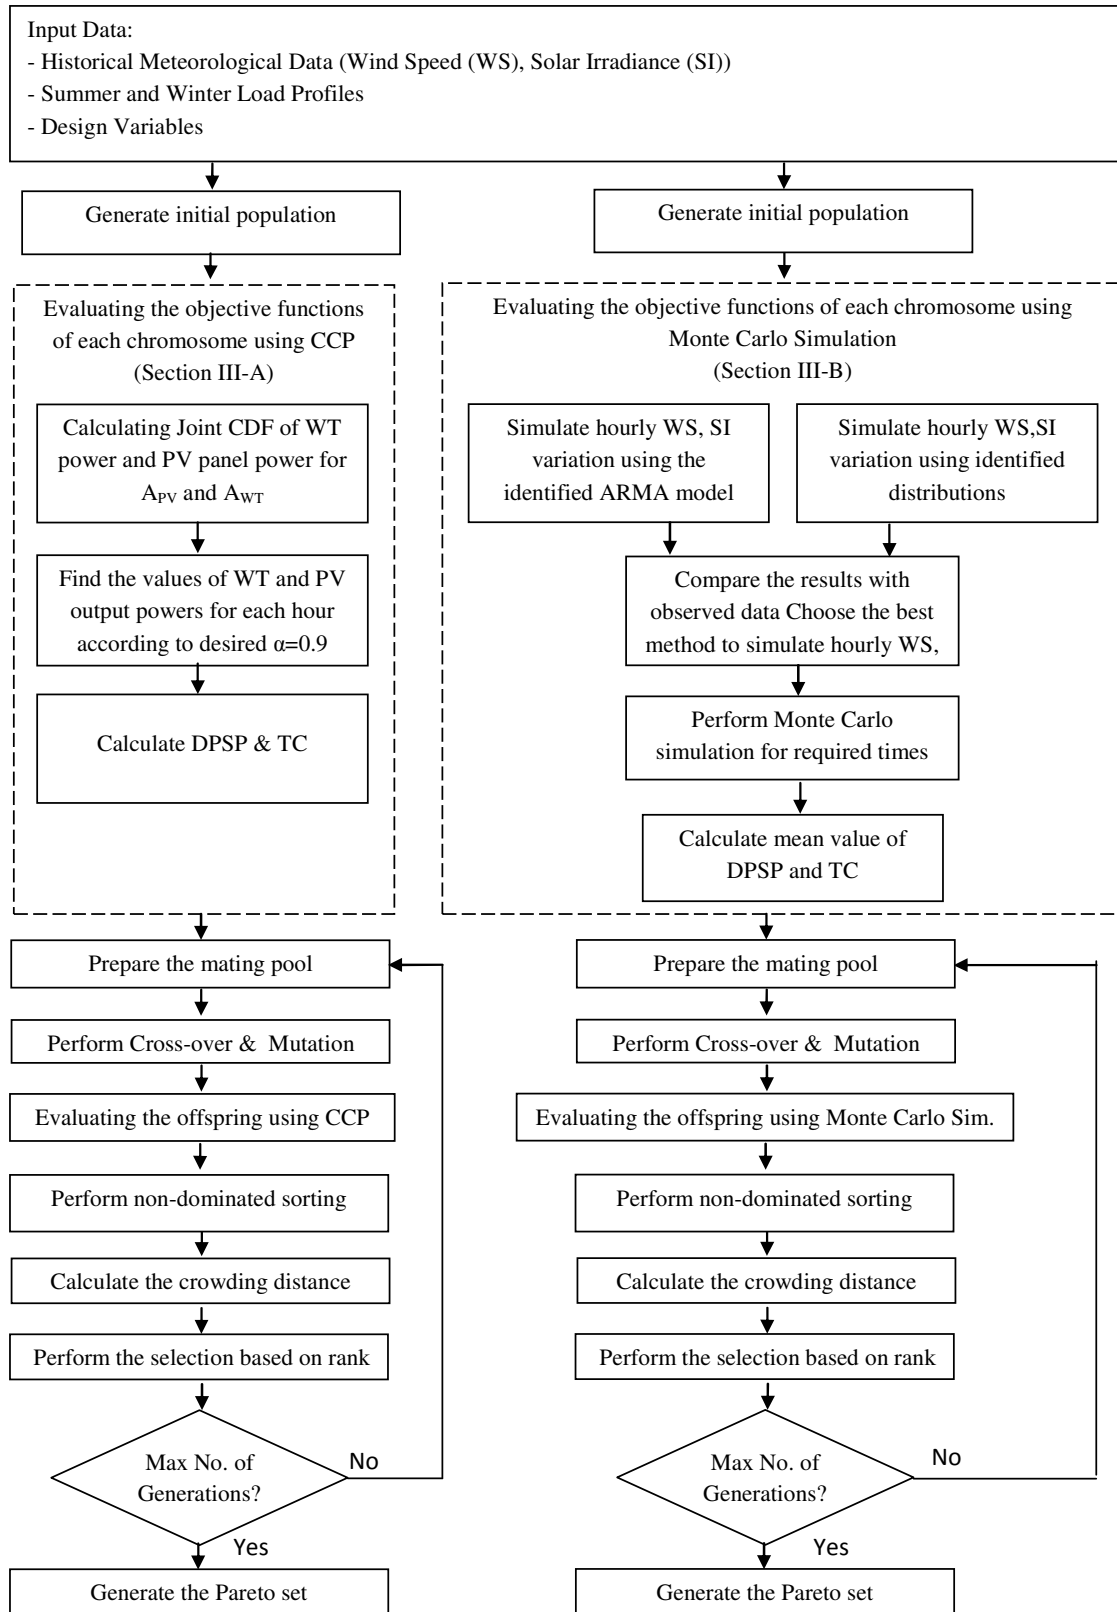 Input Data:
- Historical Meteorological Data (Wind Speed (WS), Solar Irradiance (SI))
- Summer and Winter Load Profiles
- Design Variables
Generate initial population
Evaluating the objective functions
of each chromosome using CCP
(Section III-A)
Calculating Joint CDF of WT
power and PV panel power for
APV and AWT
Find the values of WT and PV
output powers for each hour
according to desired α=0.9
Calculate DPSP & TC
Prepare the mating pool
Perform Cross-over & Mutation
Evaluating the offspring using CCP
Perform non-dominated sorting
Calculate the crowding distance
Perform the selection based on rank
Max No. of
Generations?
No
Yes
Generate the Pareto set
Generate initial population
Evaluating the objective functions of each chromosome using
Monte Carlo Simulation
(Section III-B)
Simulate hourly WS, SI
variation using the
identified ARMA model
Simulate hourly WS,SI
variation using identified
distributions
Compare the results with
observed data Choose the best
method to simulate hourly WS,
Perform Monte Carlo
simulation for required times
Calculate mean value of
DPSP and TC
Prepare the mating pool
Perform Cross-over & Mutation
Evaluating the offspring using Monte Carlo Sim.
Perform non-dominated sorting
Calculate the crowding distance
Perform the selection based on rank
Max No. of
Generations?
No
Yes
Generate the Pareto set